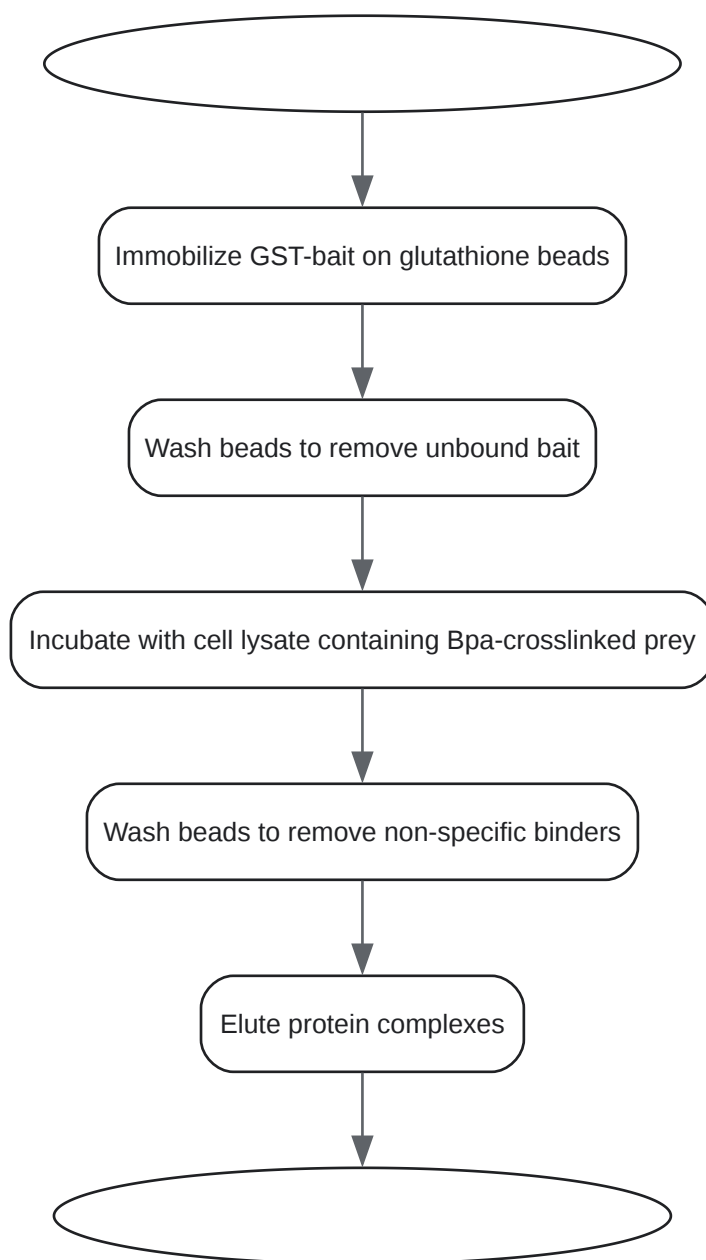 Immobilize GST-bait on glutathione beads
Wash beads to remove unbound bait
Incubate with cell lysate containing Bpa-crosslinked prey
Wash beads to remove non-specific binders
Elute protein complexes